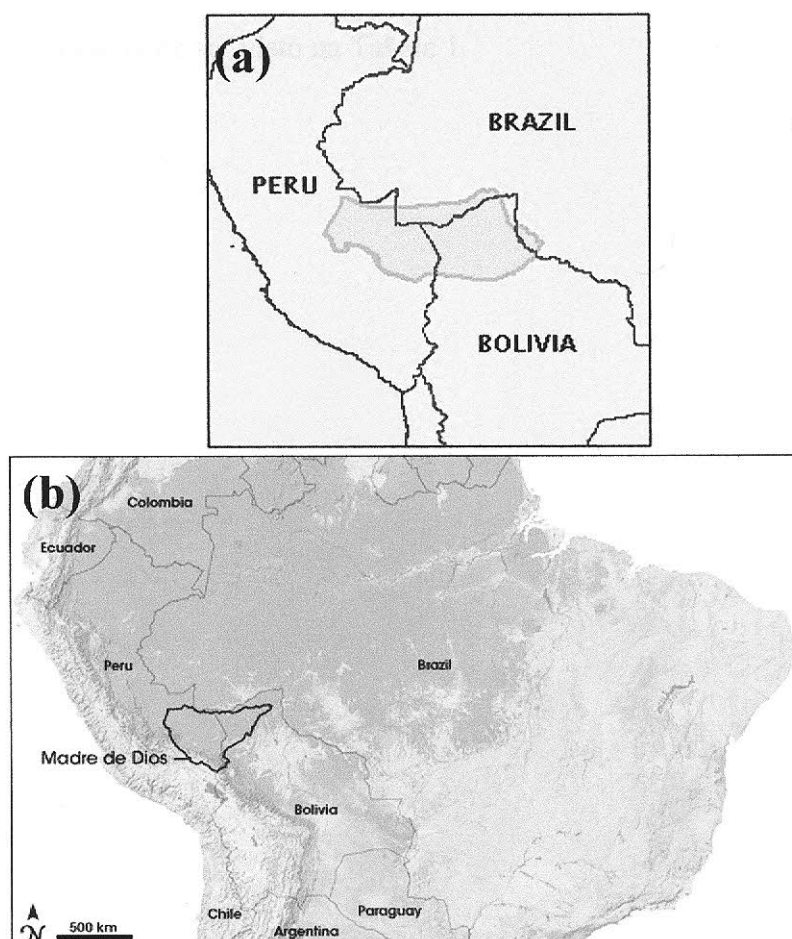 (a)
BRAZIL
PERU
BOLIVIA
(b)
Colombia
Ecuador
Peru
Brazil
Madre de Dios
Bolivia
Chile
Paraguay
Argentina
N
500 km